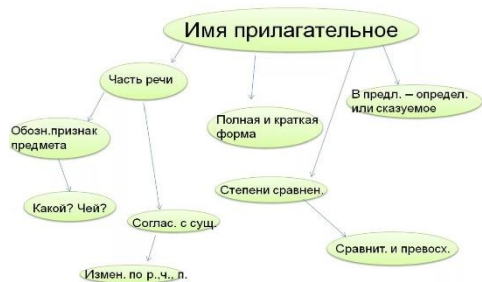 Имя прилагательное
Часть речи
В предл. – определ.
или сказуемое
Полная и краткая
форма
Обозн.признак
предмета
Степени сравнен.
Какой? Чей?
Соглас. с сущ.
Сравнит. и превосх.
Измен. по р.,ч., п.